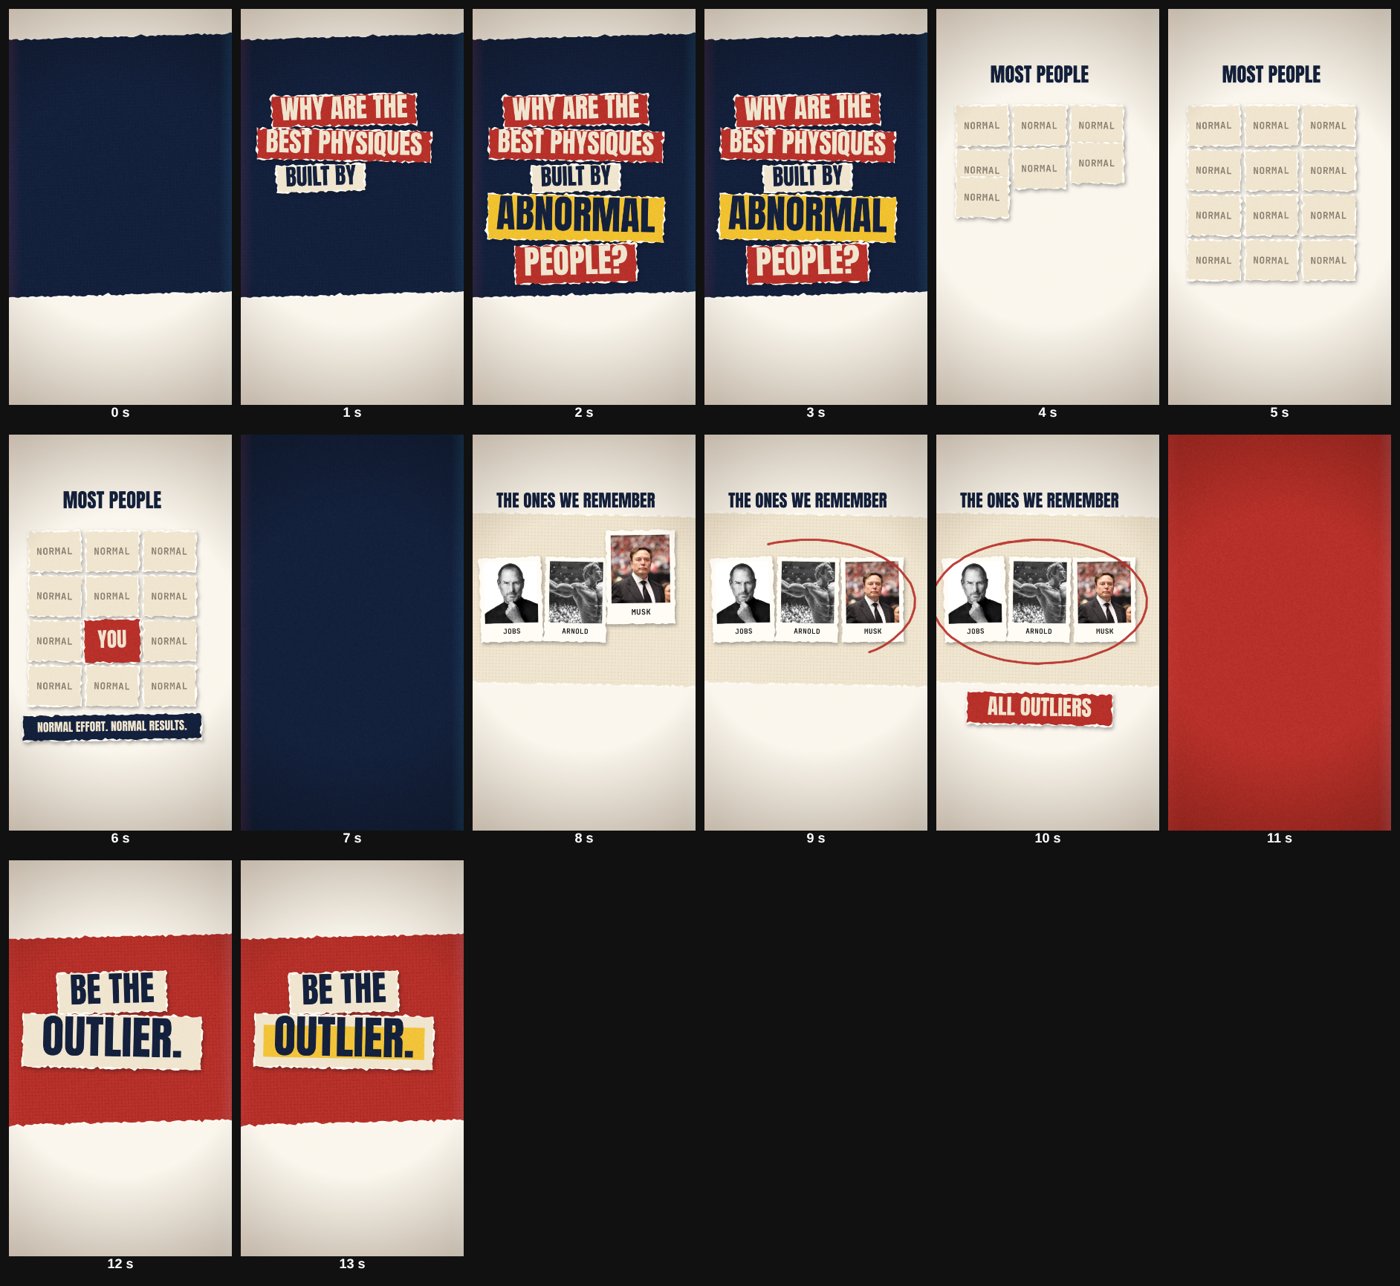 WHY ARE THE
BEST PHYSIQUES
BUILT BY
WHY ARE THE
BEST PHYSIQUES
BUILT BY
ABNORMAL
PEOPLE?
WHY ARE THE
BEST PHYSIQUES
BUILT BY
ABNORMAL
PEOPLE?
MOST PEOPLE
NORMAL NORMAL NORMAL
NORMAL NORMAL NORMAL
NORMAL
MOST PEOPLE
NORMAL NORMAL NORMAL
NORMAL NORMAL NORMAL
NORMAL NORMAL NORMAL
NORMAL NORMAL NORMAL
0 s
1 s
2 s
3 s
4 s
5 s
MOST PEOPLE
NORMAL NORMAL NORMAL
NORMAL NORMAL NORMAL
NORMAL YOU NORMAL
NORMAL NORMAL NORMAL
NORMAL EFFORT. NORMAL RESULTS.
THE ONES WE REMEMBER
JOBS ARNOLD MUSK
THE ONES WE REMEMBER
JOBS ARNOLD MUSK
THE ONES WE REMEMBER
JOBS ARNOLD MUSK
ALL OUTLIERS
6 s
7 s
8 s
9 s
10 s
11 s
BE THE
OUTLIER.
BE THE
OUTLIER.
12 s
13 s